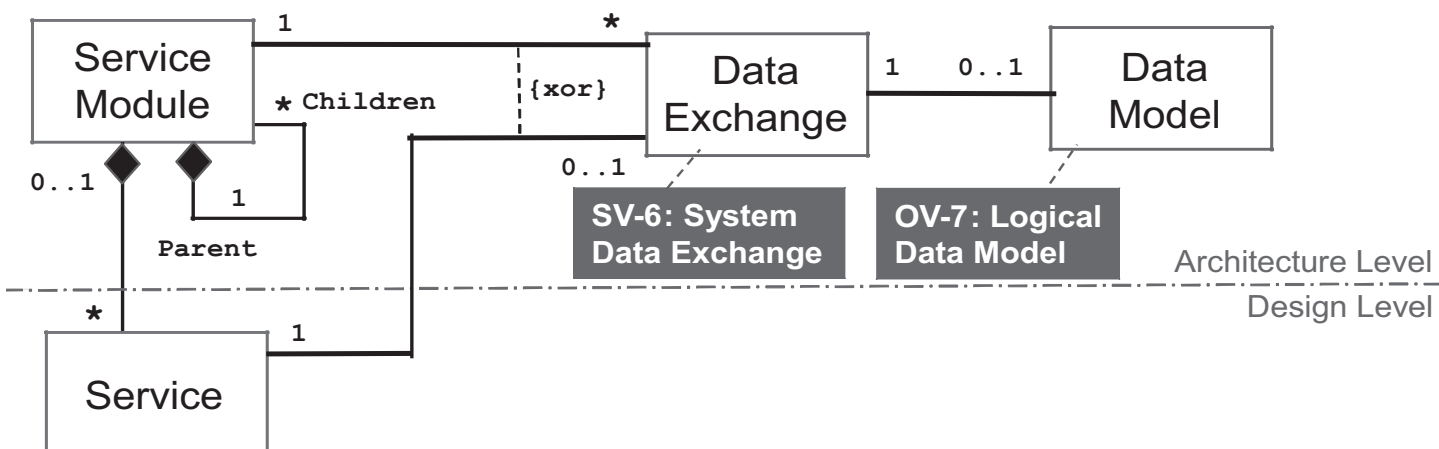 1
*
Service
Module
Data
Exchange
1
0..1
Data
Model
* Children
{xor}
0..1
1
0..1
Parent
SV-6: System
Data Exchange
OV-7: Logical
Data Model
Architecture Level
Design Level
*
1
Service